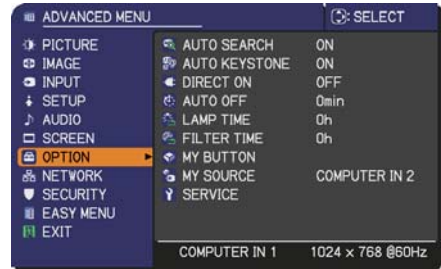 ADVANCED MENU : SELECT
PICTURE AUTO SEARCH ON
IMAGE AUTO KEYSTONE ON
INPUT DIRECT ON OFF
SETUP AUTO OFF 0min
AUDIO LAMP TIME 0h
SCREEN FILTER TIME 0h
OPTION MY BUTTON
NETWORK MY SOURCE COMPUTER IN 2
SECURITY SERVICE
EASY MENU
EXIT
COMPUTER IN 1 1024 x 768 @60Hz